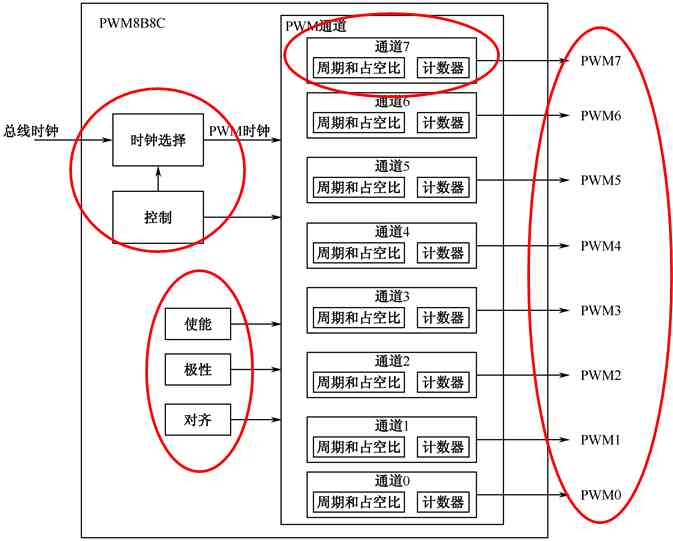 PWM8B8C
PWM通道
通道7
周期和占空比 计数器
PWM7
通道6
周期和占空比 计数器
PWM6
总线时钟
时钟选择
PWM时钟
通道5
周期和占空比 计数器
PWM5
控制
通道4
周期和占空比 计数器
PWM4
使能
通道3
周期和占空比 计数器
PWM3
极性
通道2
周期和占空比 计数器
PWM2
对齐
通道1
周期和占空比 计数器
PWM1
通道0
周期和占空比 计数器
PWM0